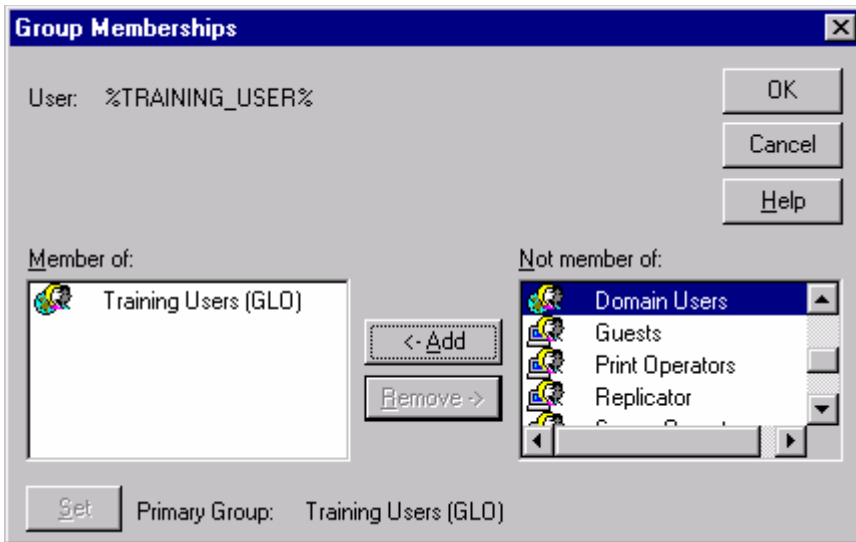 Group Memberships
User: %TRAINING_USER%
OK
Cancel
Help
Member of:
Training Users (GLO)
<- Add
Remove ->
Not member of:
Domain Users
Guests
Print Operators
Replicator
Set
Primary Group: Training Users (GLO)